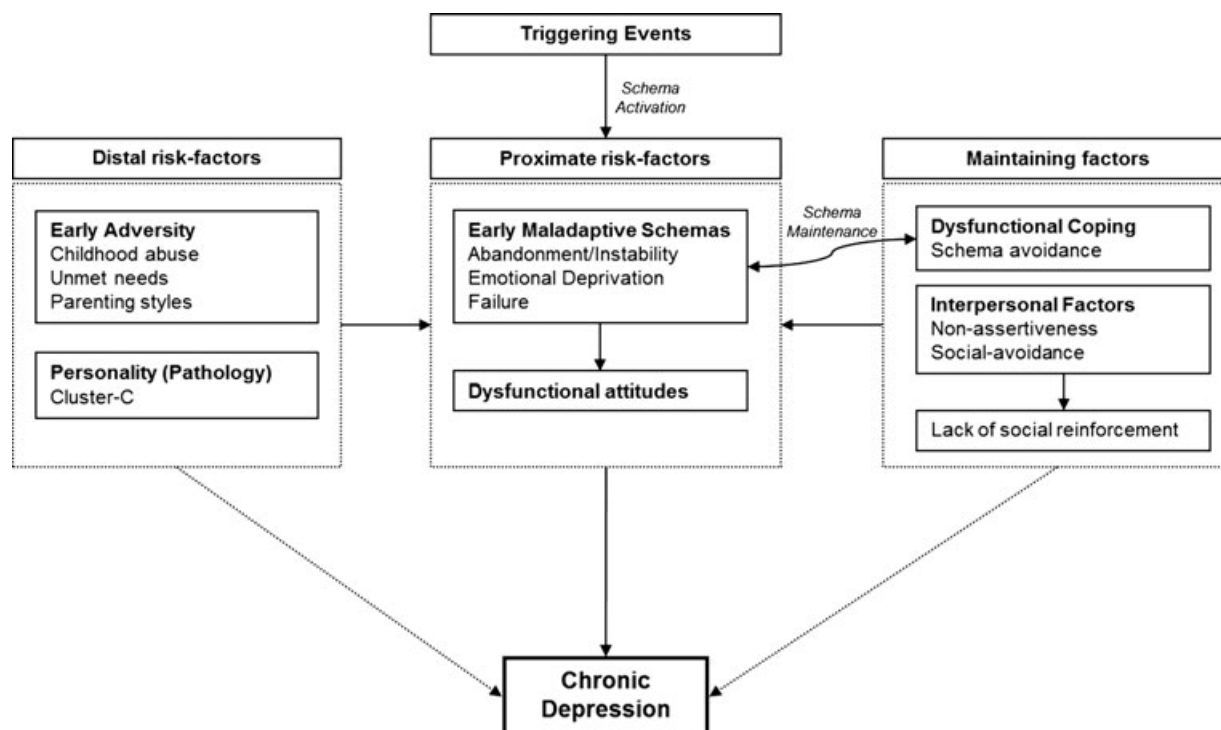 Triggering Events
Schema
Activation
Distal risk-factors
Proximate risk-factors
Maintaining factors
Early Adversity
Childhood abuse
Unmet needs
Parenting styles
Personality (Pathology)
Cluster-C
Early Maladaptive Schemas
Abandonment/Instability
Emotional Deprivation
Failure
Dysfunctional attitudes
Schema
Maintenance
Dysfunctional Coping
Schema avoidance
Interpersonal Factors
Non-assertiveness
Social-avoidance
Lack of social reinforcement
Chronic
Depression